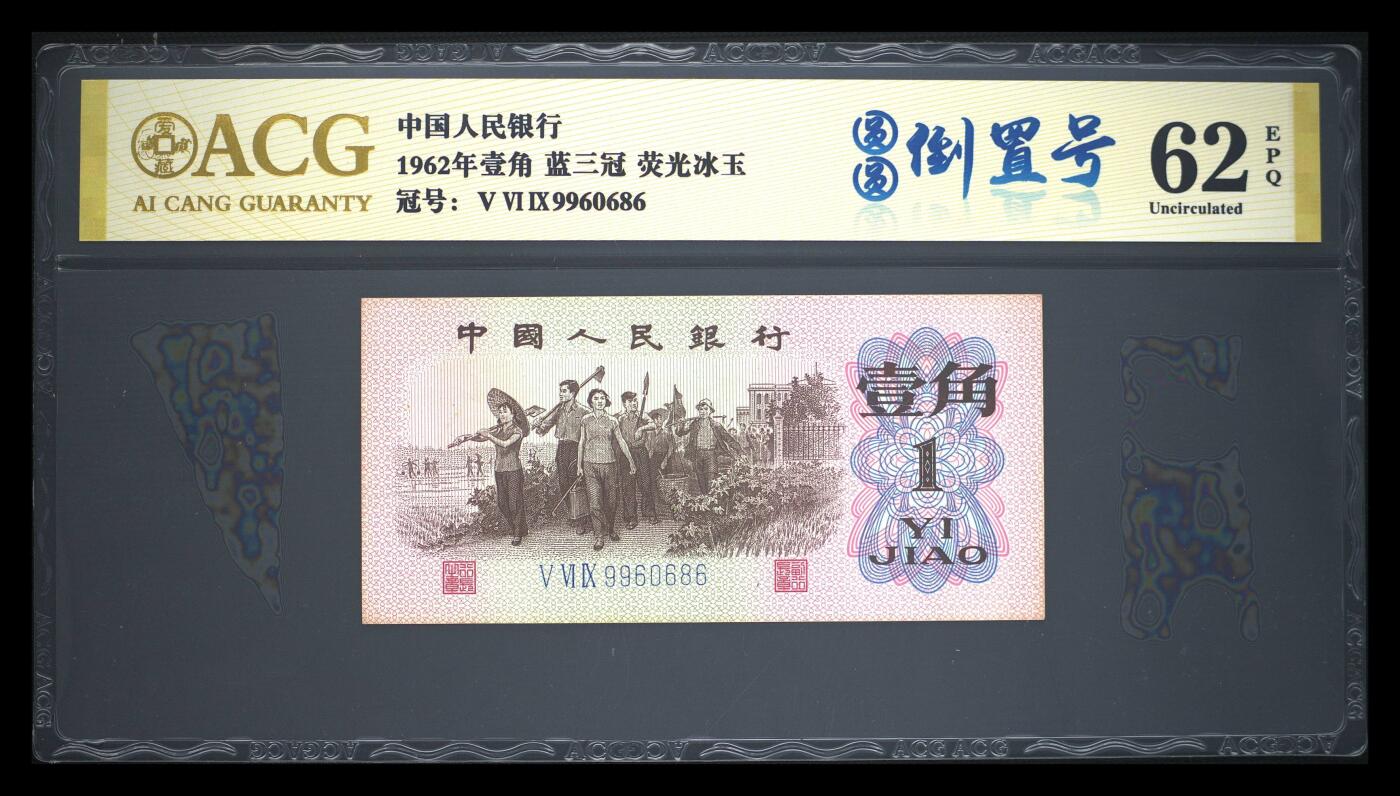 ACG
AI CANG GUARANTY
中国人民银行
1962年壹角 蓝三冠 荧光冰玉
冠号: V VI IX 9960686
圆圆 倒置号
62
EPQ
Uncirculated
中國人民銀行
壹角
1
YI
JIAO
V VI IX 9960686